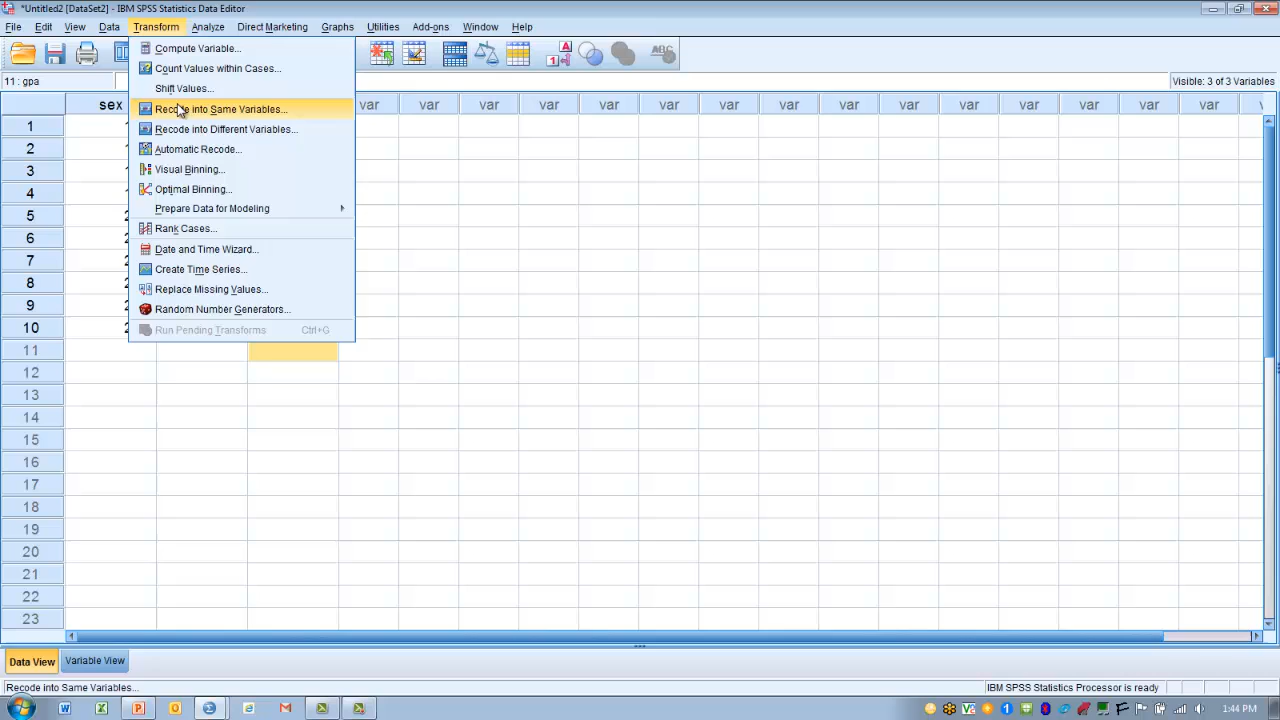 *Untitled2 [DataSet2] - IBM SPSS Statistics Data Editor
File Edit View Data Transform Analyze Direct Marketing Graphs Utilities Add-ons Window Help
11 : gpa
Visible: 3 of 3 Variables
Compute Variable...
Count Values within Cases...
Shift Values...
Recode into Same Variables...
Recode into Different Variables...
Automatic Recode...
Visual Binning...
Optimal Binning...
Prepare Data for Modeling
Rank Cases...
Date and Time Wizard...
Create Time Series...
Replace Missing Values...
Random Number Generators...
Run Pending Transforms Ctrl+G
sex var var var var var var var var var var var var var var var
1
2
3
4
5 2
6 2
7 2
8 2
9 2
10 2
11
12
13
14
15
16
17
18
19
20
21
22
23
Data View Variable View
Recode into Same Variables...
IBM SPSS Statistics Processor is ready
1:44 PM